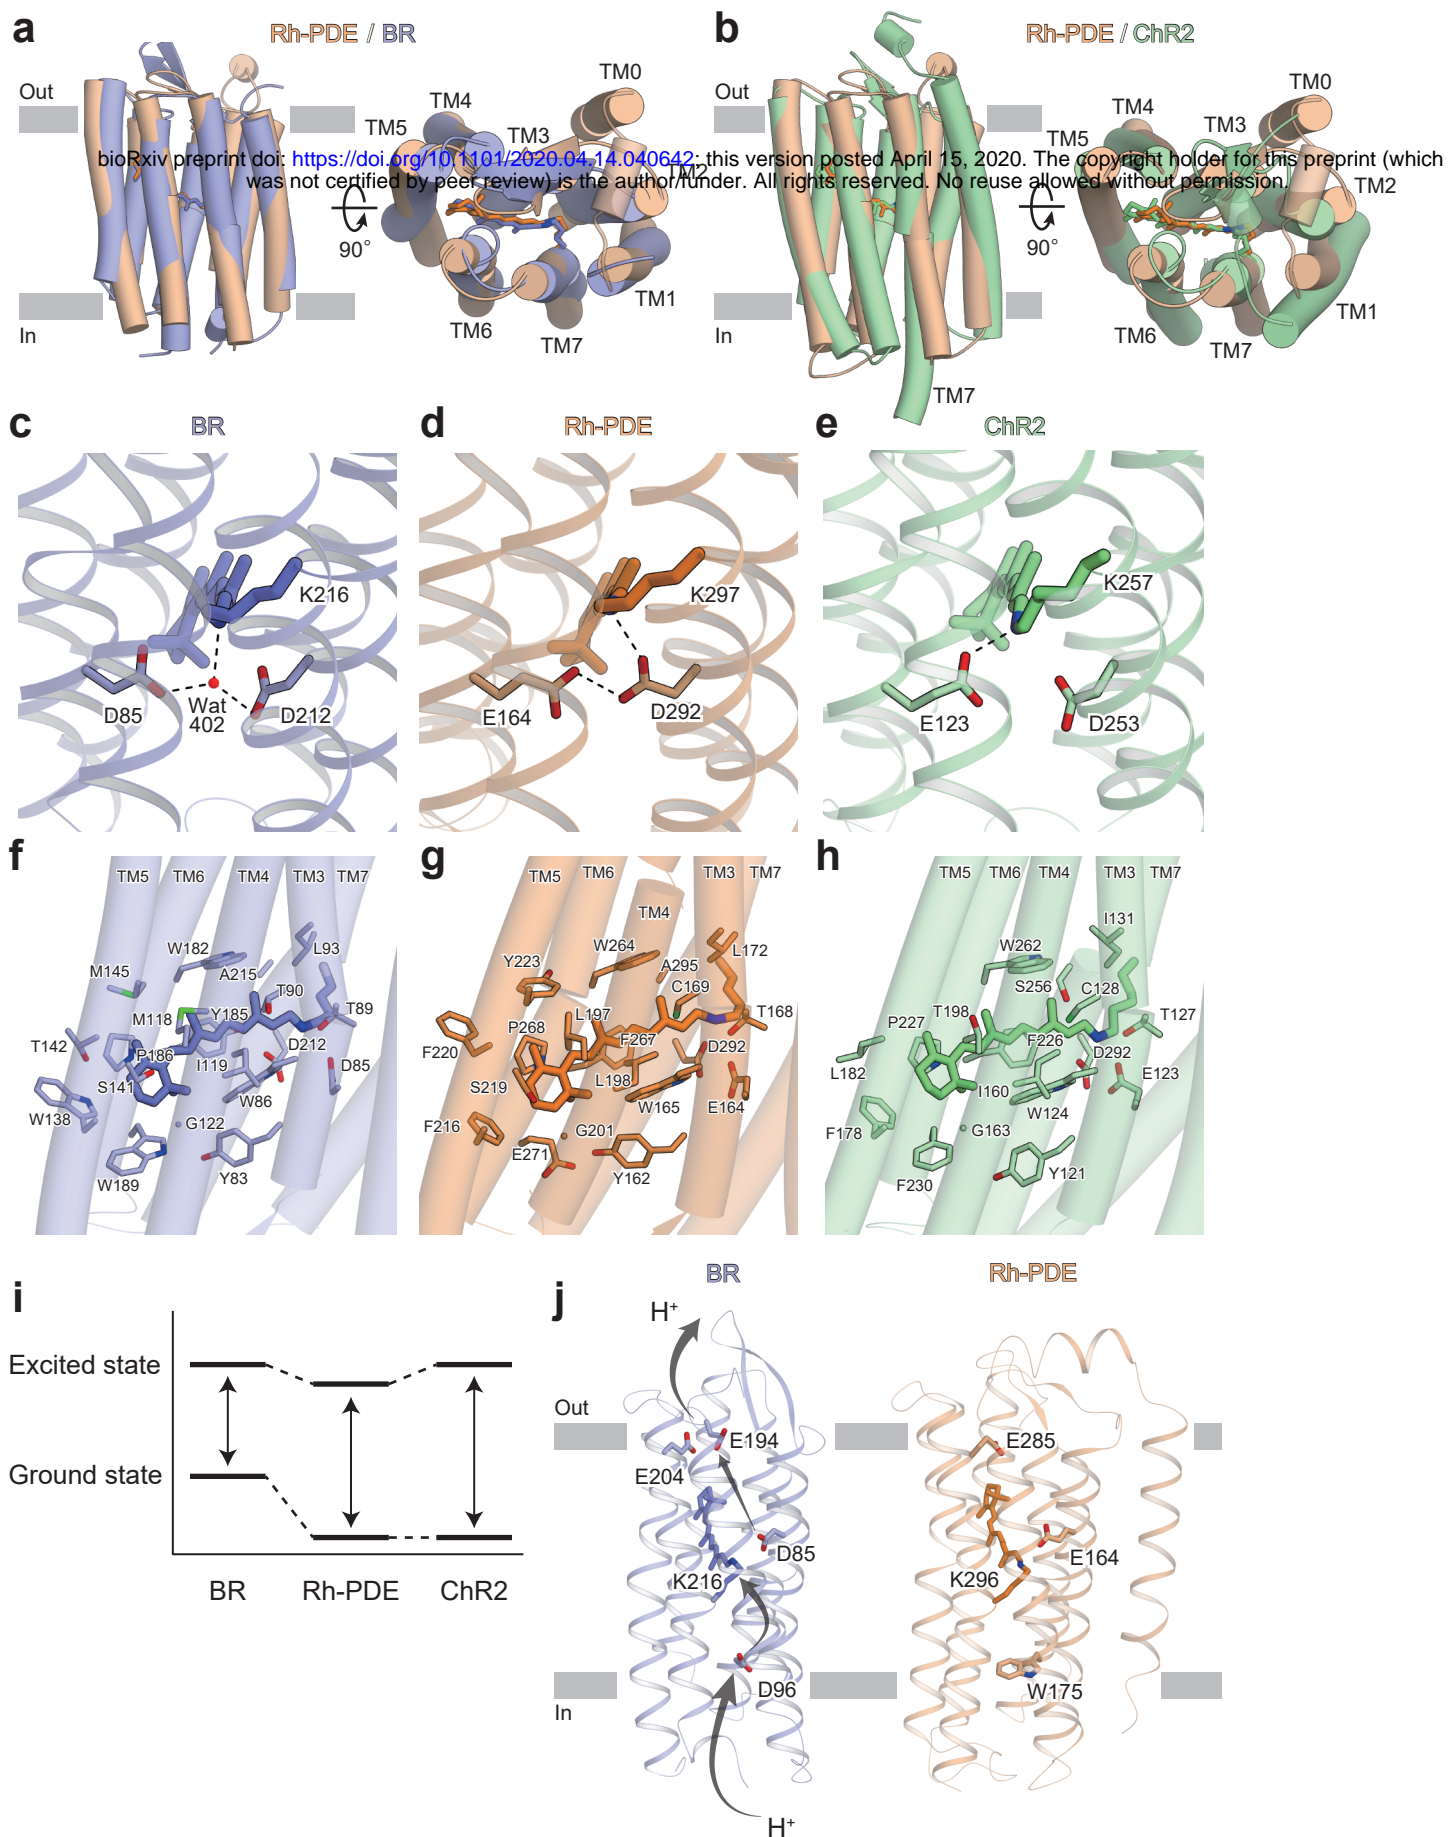 a
Rh-PDE / BR
Out
In
90°
TM0
TM4
TM5
TM3
TM2
TM1
TM6
TM7
b
Rh-PDE / ChR2
Out
In
90°
TM0
TM4
TM3
TM5
TM2
TM1
TM6
TM7
TM7
bioRxiv preprint doi: https://doi.org/10.1101/2020.04.14.040642; this version posted April 15, 2020. The copyright holder for this preprint (which
was not certified by peer review) is the author/funder. All rights reserved. No reuse allowed without permission.
c
BR
K216
D85
Wat
402
D212
d
Rh-PDE
K297
E164
D292
e
ChR2
K257
E123
D253
f
TM5
TM6
TM4
TM3
TM7
W182
L93
M145
A215
T90
M118
Y185
T89
T142
P186
D212
I119
D85
S141
W86
W138
G122
W189
Y83
g
TM5
TM6
TM3
TM7
TM4
W264
L172
Y223
A295
C169
L197
T168
P268
F267
F220
D292
L198
S219
W165
E164
F216
G201
E271
Y162
h
TM5
TM6
TM4
TM3
TM7
I131
W262
S256
C128
T198
T127
P227
F226
D292
L182
E123
I160
W124
F178
G163
F230
Y121
i
Excited state
Ground state
BR
Rh-PDE
ChR2
j
BR
Rh-PDE
H+
Out
E194
E204
D85
K216
D96
In
H+
E285
E164
K296
W175